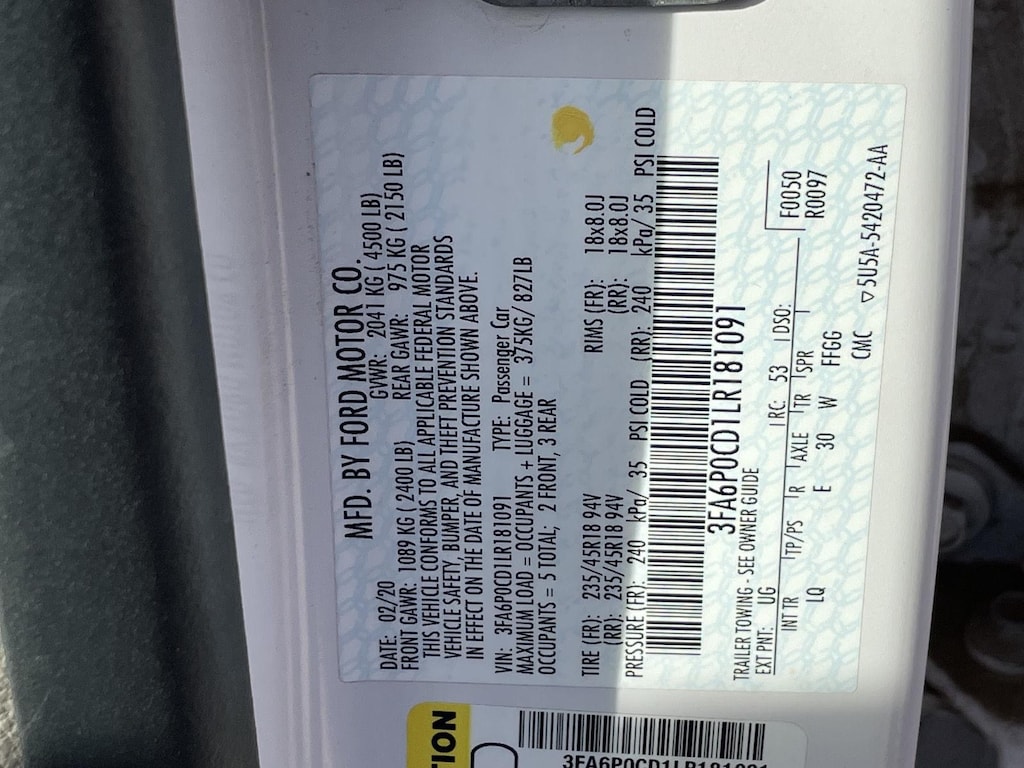 MFD. BY FORD MOTOR CO.
DATE: 02/20 GVWR: 2041 KG ( 4500 LB)
FRONT GAWR: 1089 KG ( 2400 LB) REAR GAWR: 975 KG ( 2150 LB)
THIS VEHICLE CONFORMS TO ALL APPLICABLE FEDERAL MOTOR
VEHICLE SAFETY, BUMPER, AND THEFT PREVENTION STANDARDS
IN EFFECT ON THE DATE OF MANUFACTURE SHOWN ABOVE.
VIN: 3FA6P0CD1LR181091 TYPE: Passenger Car
MAXIMUM LOAD = OCCUPANTS + LUGGAGE = 375KG/ 827LB
OCCUPANTS = 5 TOTAL; 2 FRONT, 3 REAR
TIRE (FR): 235/45R18 94V RIMS (FR): 18x8.0J
(RR): 235/45R18 94V (RR): 18x8.0J
PRESSURE (FR): 240 kPa/ 35 PSI COLD (RR): 240 kPa/ 35 PSI COLD
3FA6P0CD1LR181091
TRAILER TOWING - SEE OWNER GUIDE
EXT PNT: UG RC: 53 DSO: F0050
R0097
INT TR TP/PS R AXLE TR SPR
LQ E 30 W FFGG
CMC ▽5U5A-5420472-AA
TION
3FA6P0CD1LR181091